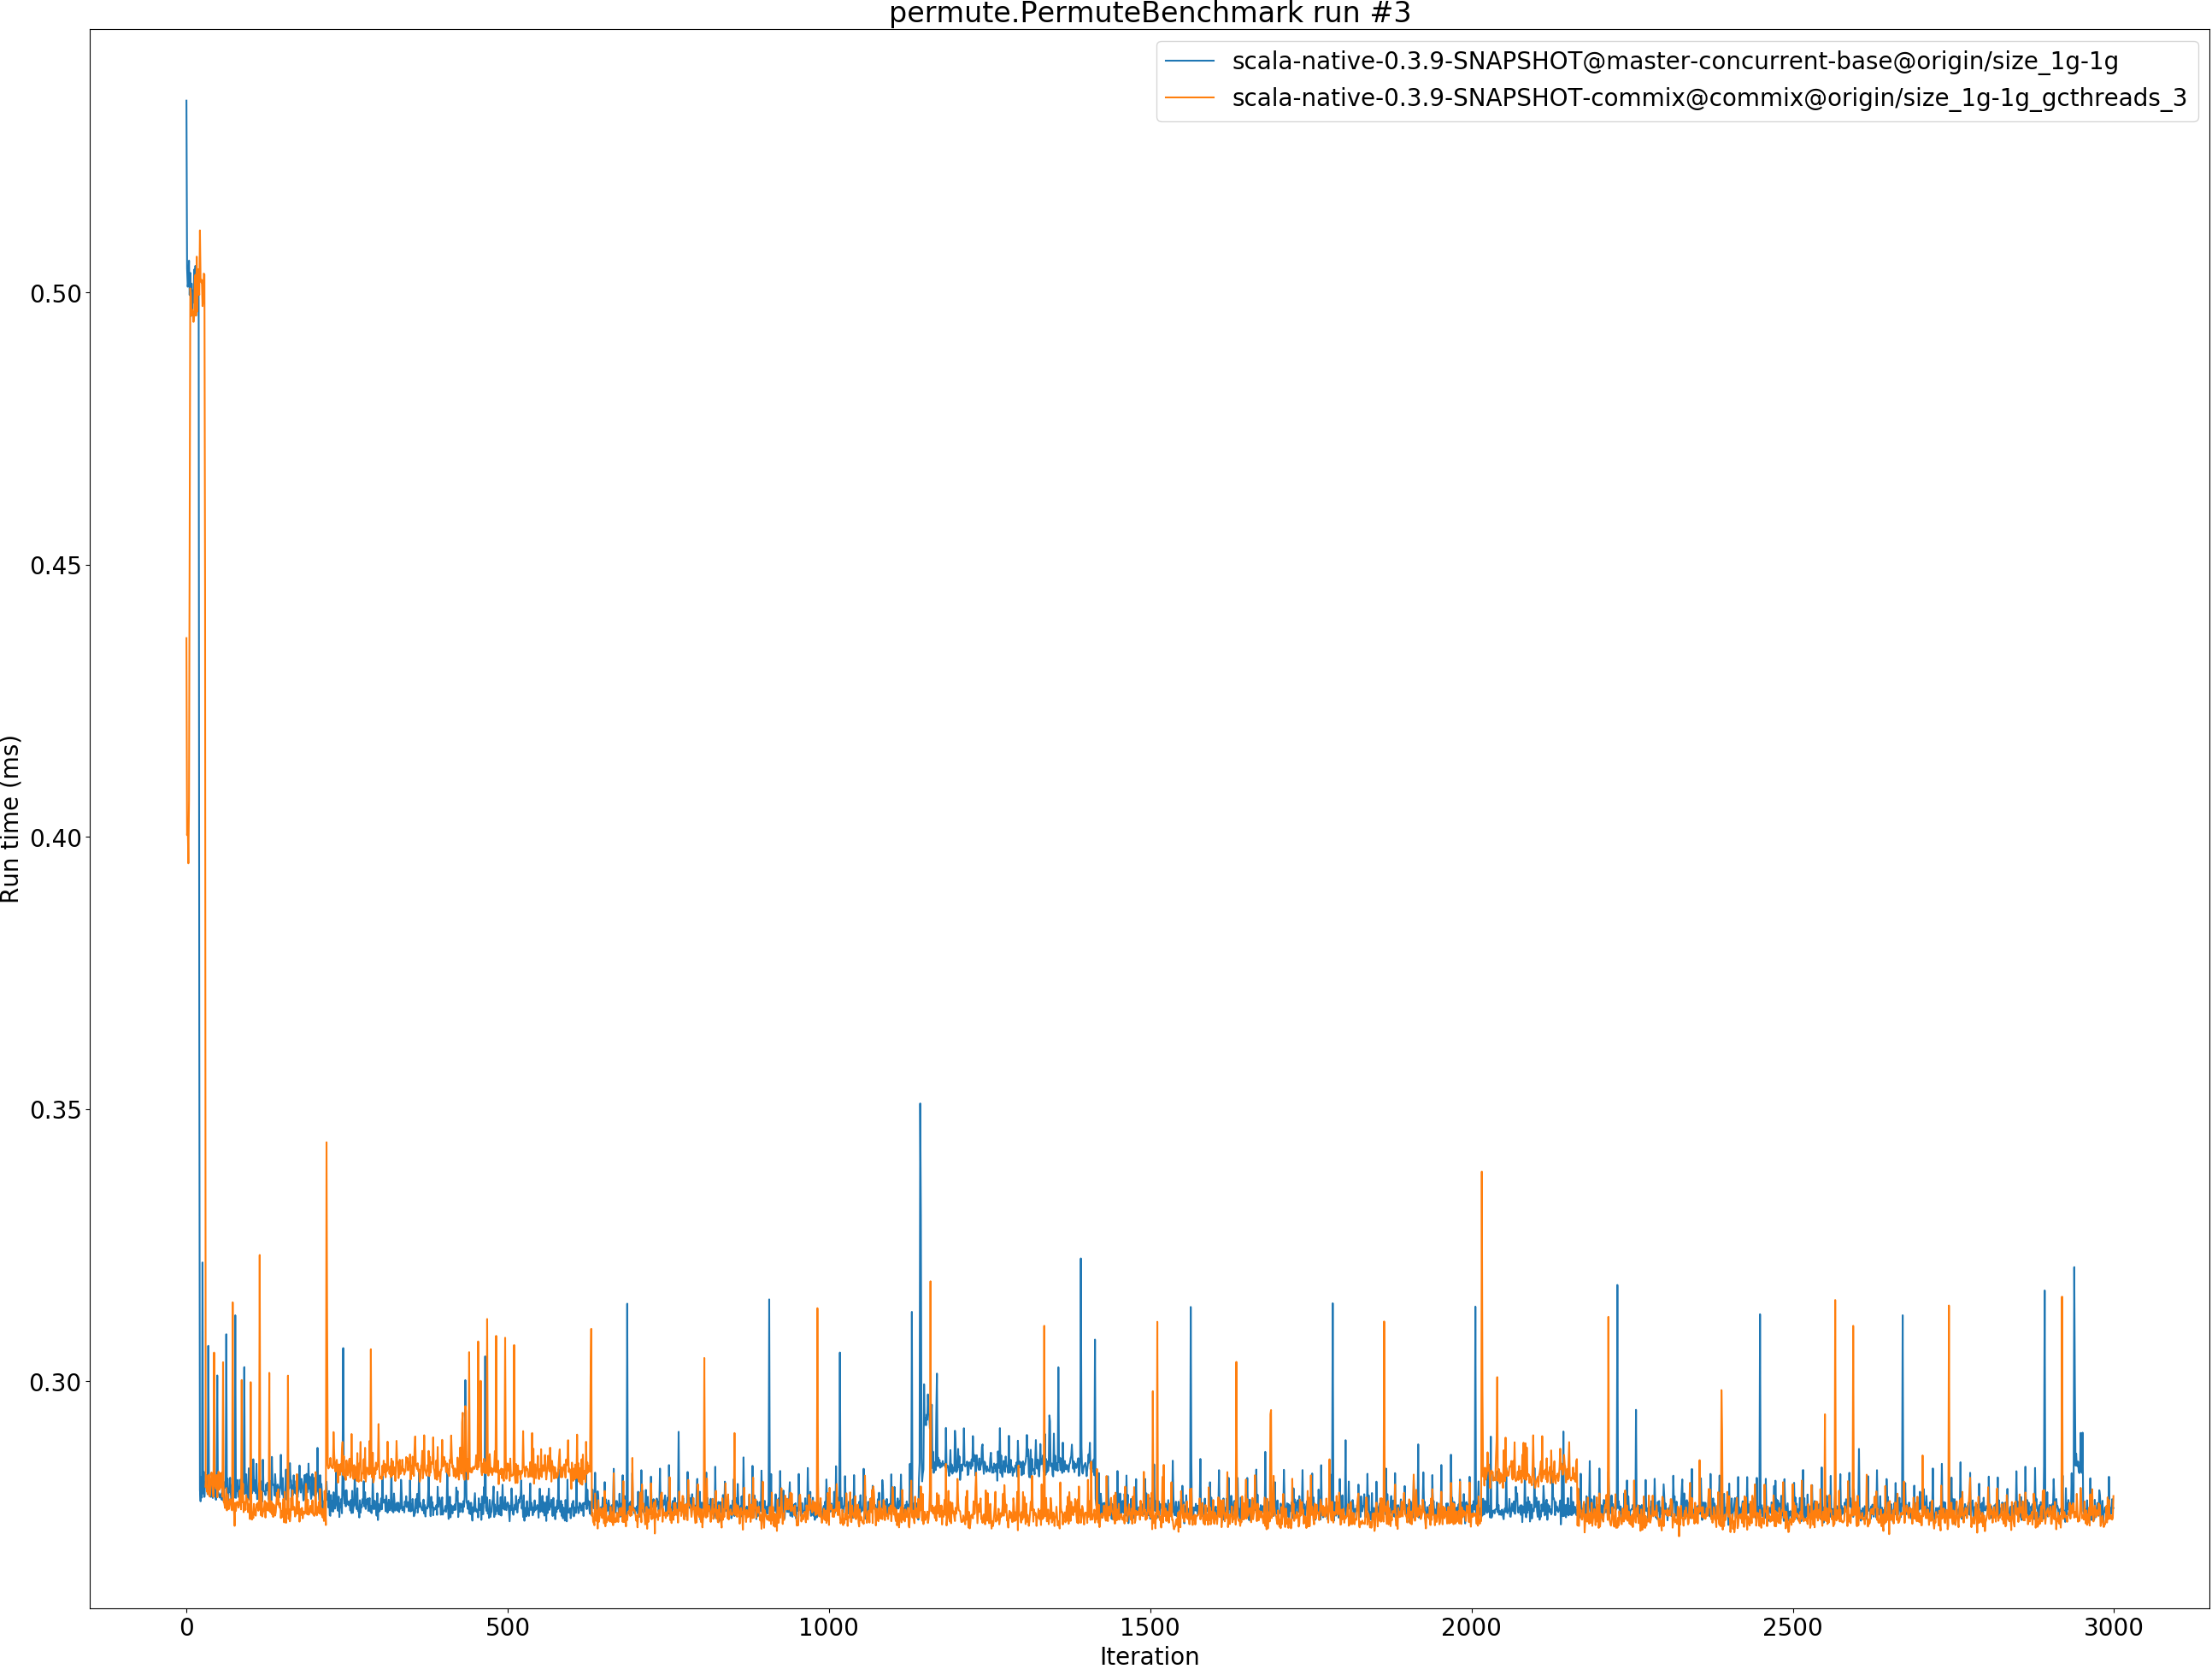 permute.PermuteBenchmark run #3
scala-native-0.3.9-SNAPSHOT@master-concurrent-base@origin/size_1g-1g
scala-native-0.3.9-SNAPSHOT-commix@commix@origin/size_1g-1g_gcthreads_3
0.50
0.45
0.40
0.35
0.30
Run time (ms)
0 500 1000 1500 2000 2500 3000
Iteration